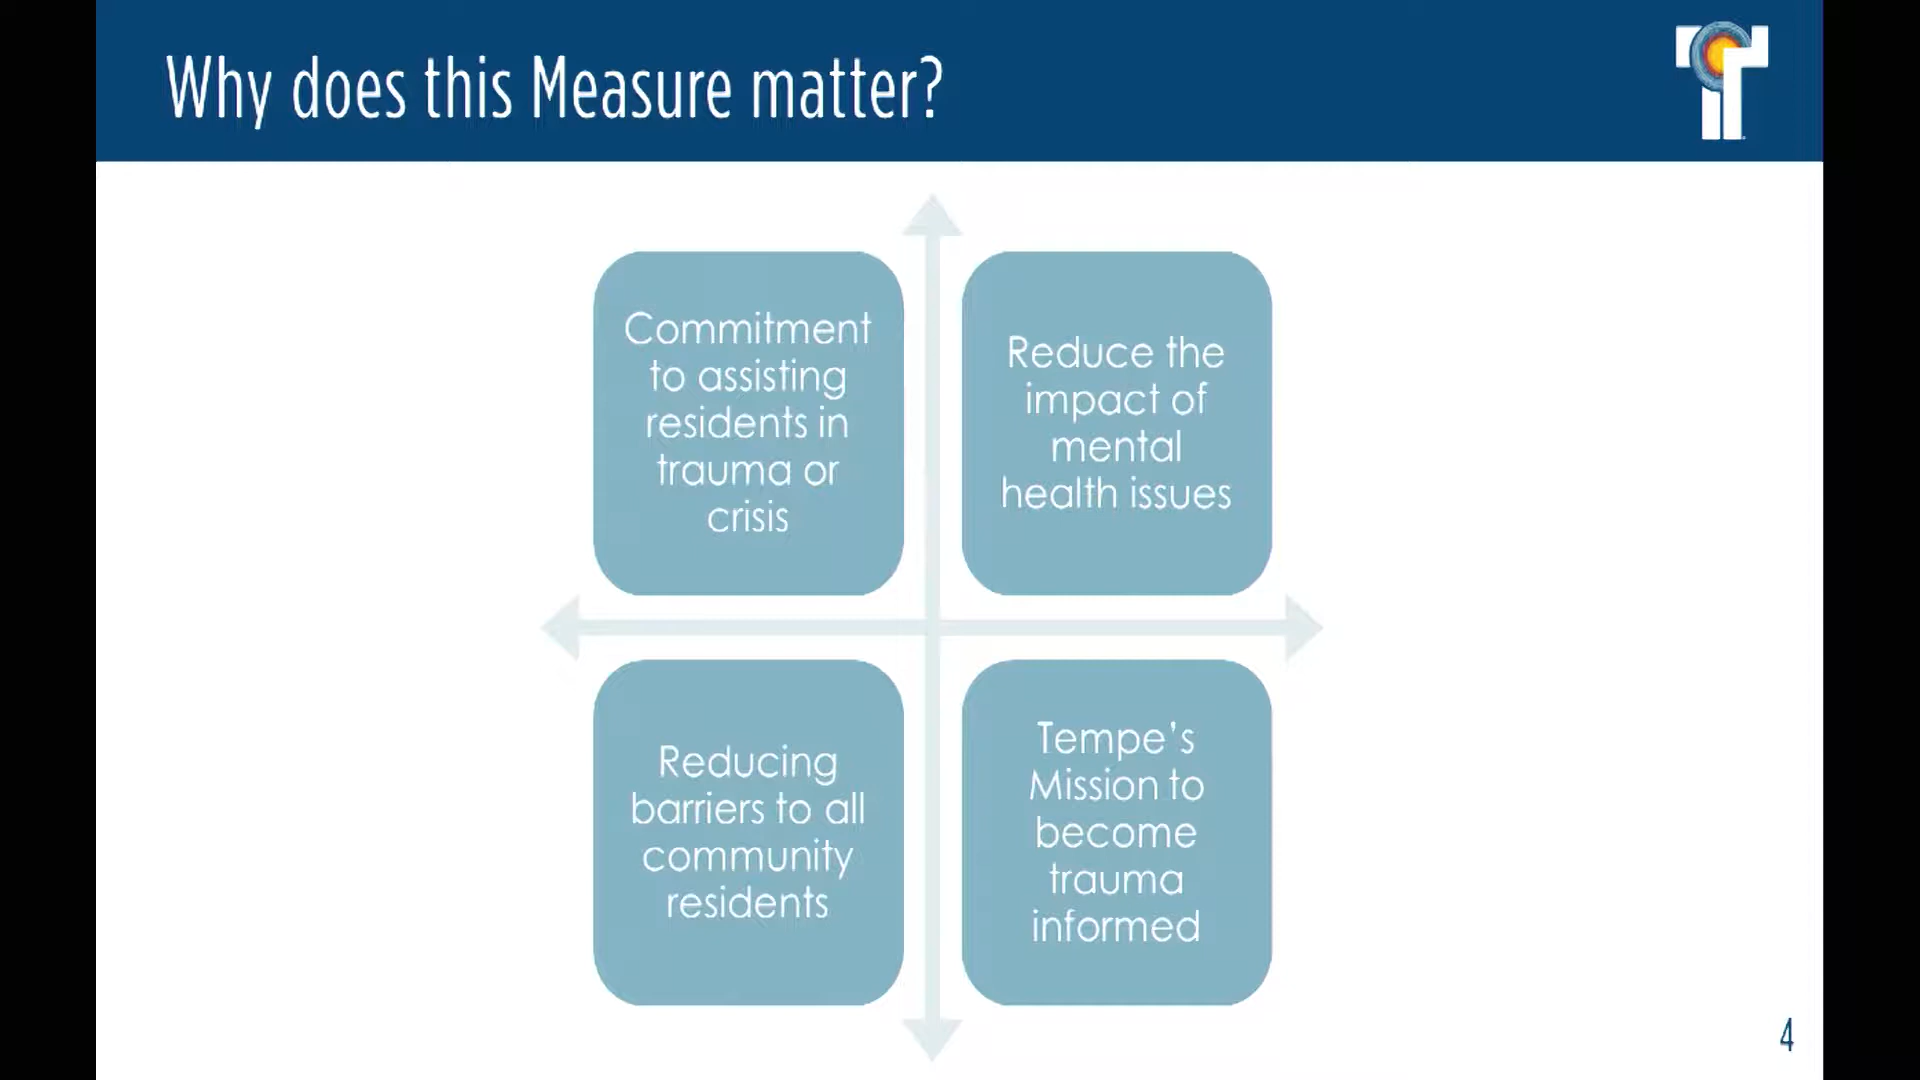 Why does this Measure matter?
Commitment
to assisting
residents in
trauma or
crisis
Reduce the
impact of
mental
health issues
Reducing
barriers to all
community
residents
Tempe’s
Mission to
become
trauma
informed
4